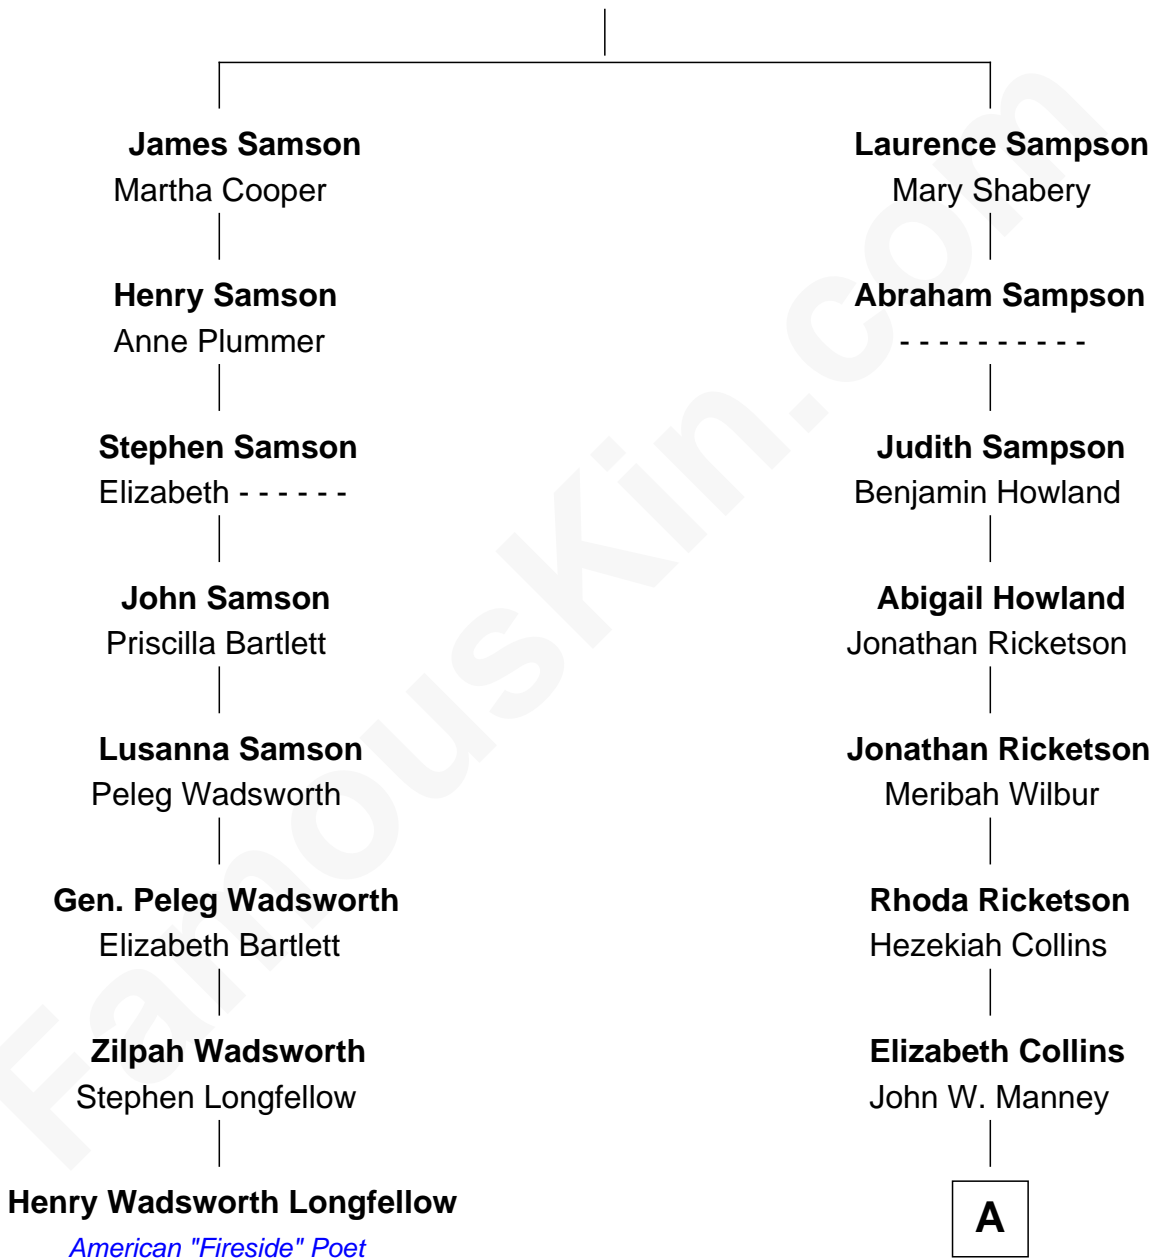 James Samson
Martha Cooper
Henry Samson
Anne Plummer
Stephen Samson
Elizabeth - - - - - -
John Samson
Priscilla Bartlett
Lusanna Samson
Peleg Wadsworth
Gen. Peleg Wadsworth
Elizabeth Bartlett
Zilpah Wadsworth
Stephen Longfellow
Henry Wadsworth Longfellow
American "Fireside" Poet
Laurence Sampson
Mary Shabery
Abraham Sampson
- - - - - - - - - -
Judith Sampson
Benjamin Howland
Abigail Howland
Jonathan Ricketson
Jonathan Ricketson
Meribah Wilbur
Rhoda Ricketson
Hezekiah Collins
Elizabeth Collins
John W. Manney
A
FamousKin.com